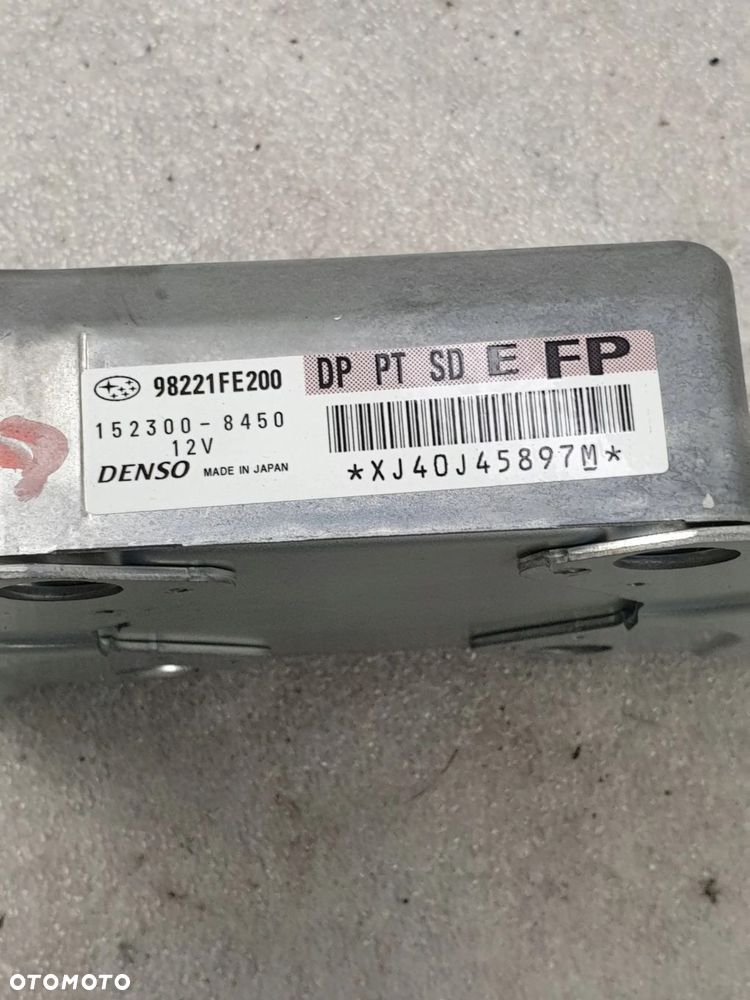 98221FE200
DP PT SD E FP
152300-8450
12V
DENSO MADE IN JAPAN
*XJ40J45897M*
OTOMOTO